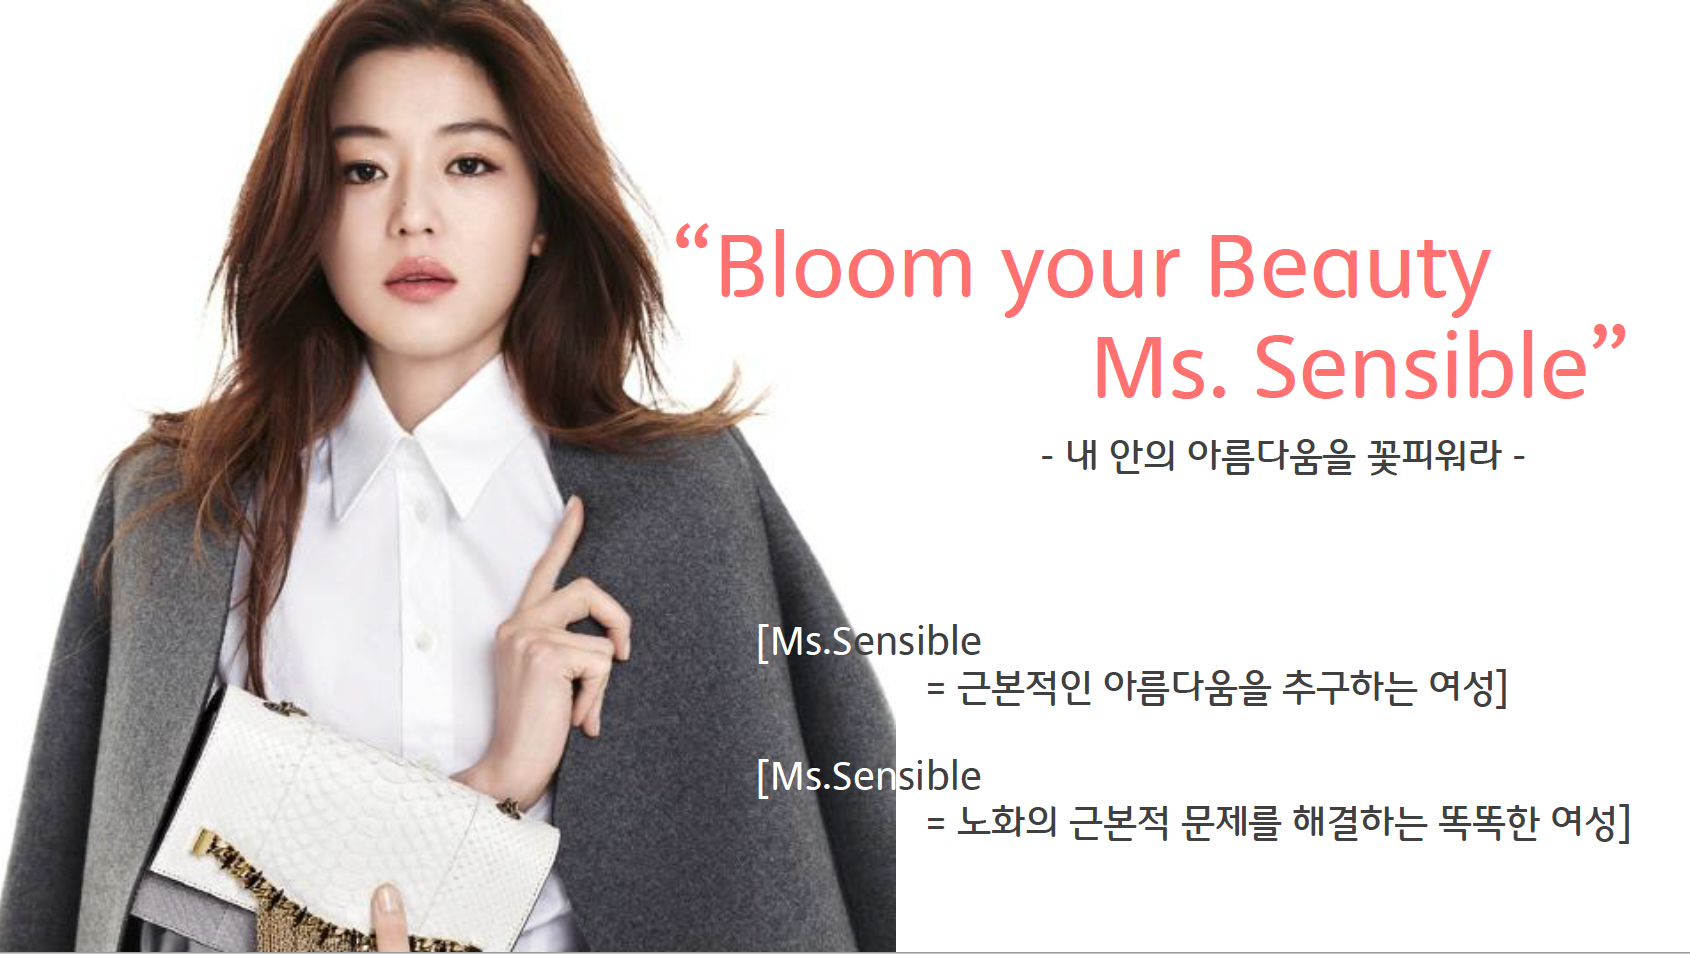 “Bloom your Beauty
Ms. Sensible”
- 내 안의 아름다움을 꽃피워라 -
[Ms.Sensible
= 근본적인 아름다움을 추구하는 여성]
[Ms.Sensible
= 노화의 근본적 문제를 해결하는 똑똑한 여성]